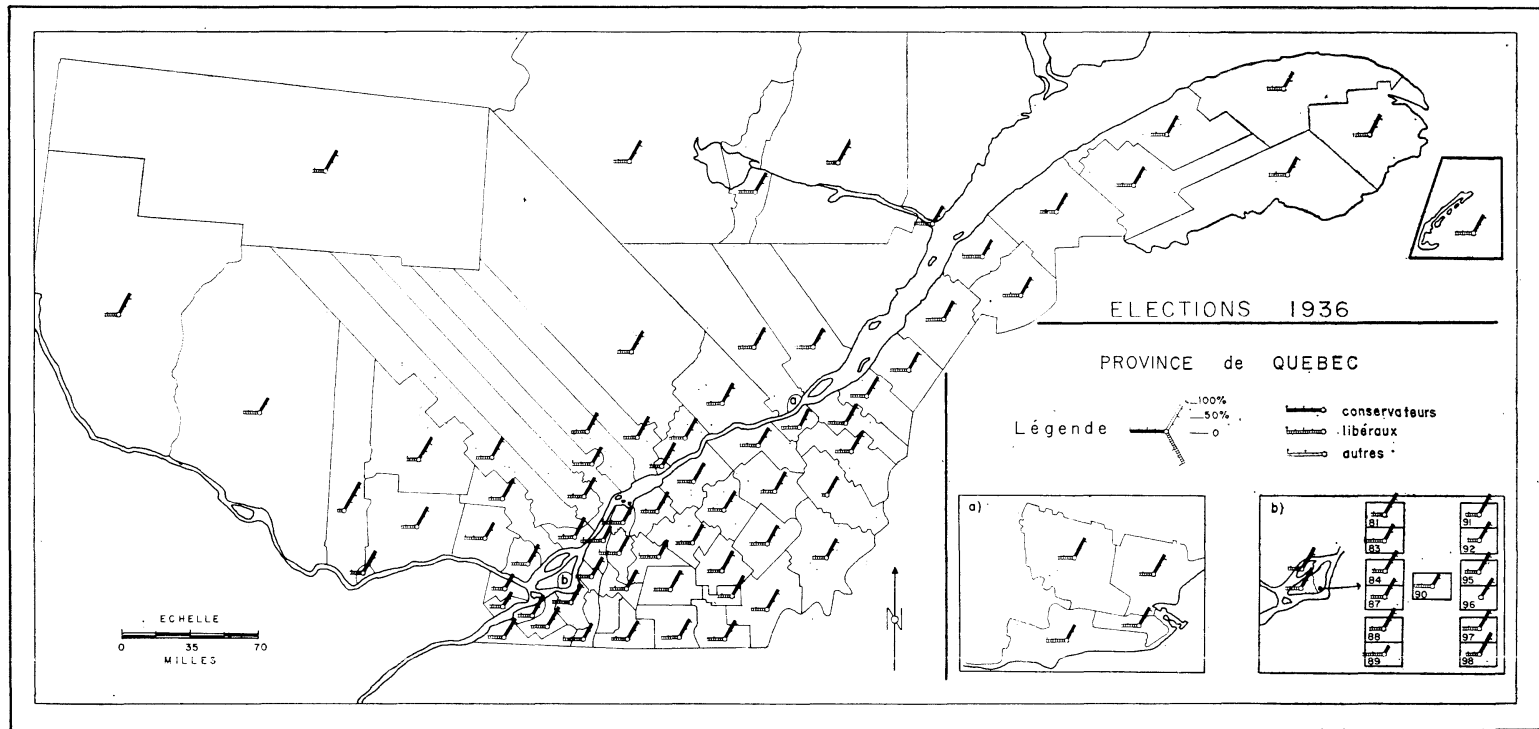 ELECTIONS 1936
PROVINCE de QUEBEC
Légende
100%
50%
0
conservateurs
libéraux
autres
a
b
ECHELLE
0 35 70
MILLES
N
a)
b)
81
83
84
87
88
89
90
91
92
95
96
97
98